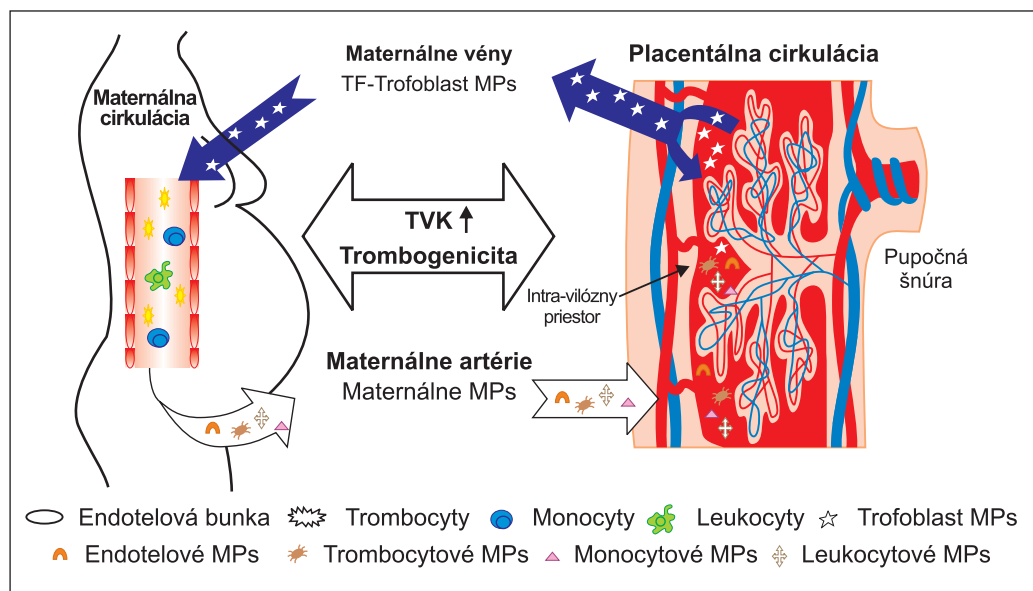 Maternálne vény
TF-Trofoblast MPs
Placentálna cirkulácia
Maternálna
cirkulácia
TVK
Trombogenicita
Intra-vilózny
priestor
Pupočná
šnúra
Maternálne artérie
Maternálne MPs
Endotelová bunka Trombocyty Monocyty Leukocyty Trofoblast MPs
Endotelové MPs Trombocytové MPs Monocytové MPs Leukocytové MPs